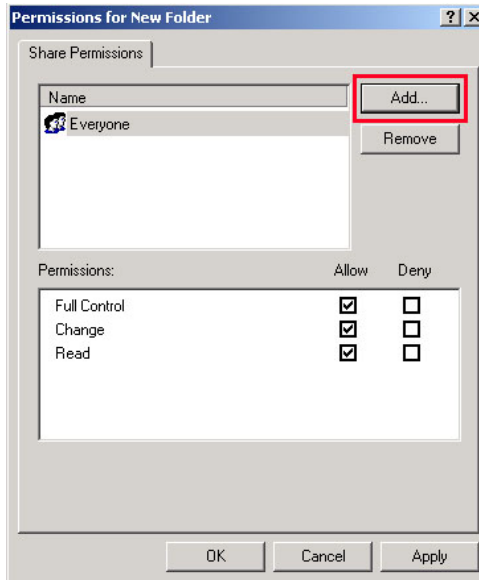 Permissions for New Folder
Share Permissions
Name
Add...
Everyone
Remove
Permissions: Allow Deny
Full Control
Change
Read
OK Cancel Apply